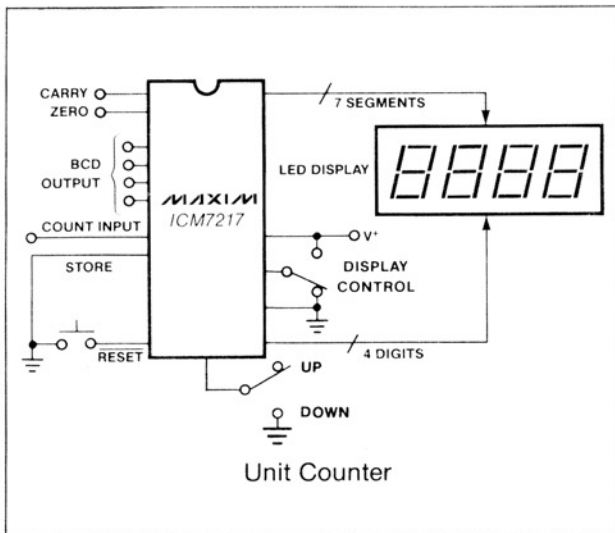 CARRY
ZERO
7 SEGMENTS
BCD
OUTPUT
LED DISPLAY
8888
MAXIM
ICM7217
COUNT INPUT
V+
STORE
DISPLAY
CONTROL
RESET
4 DIGITS
UP
DOWN
Unit Counter